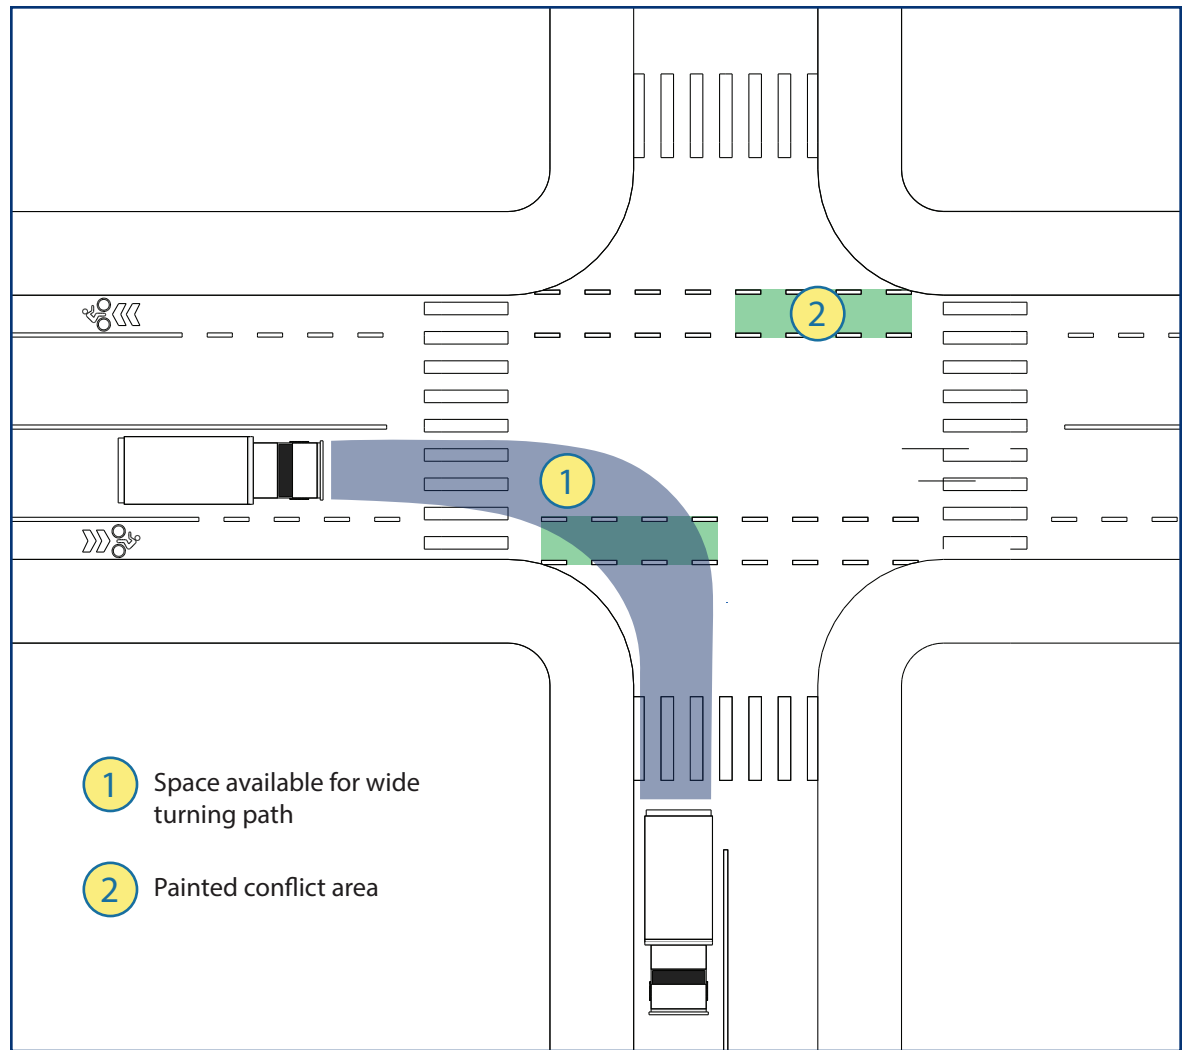 2
1
1 Space available for wide
turning path
2 Painted conflict area